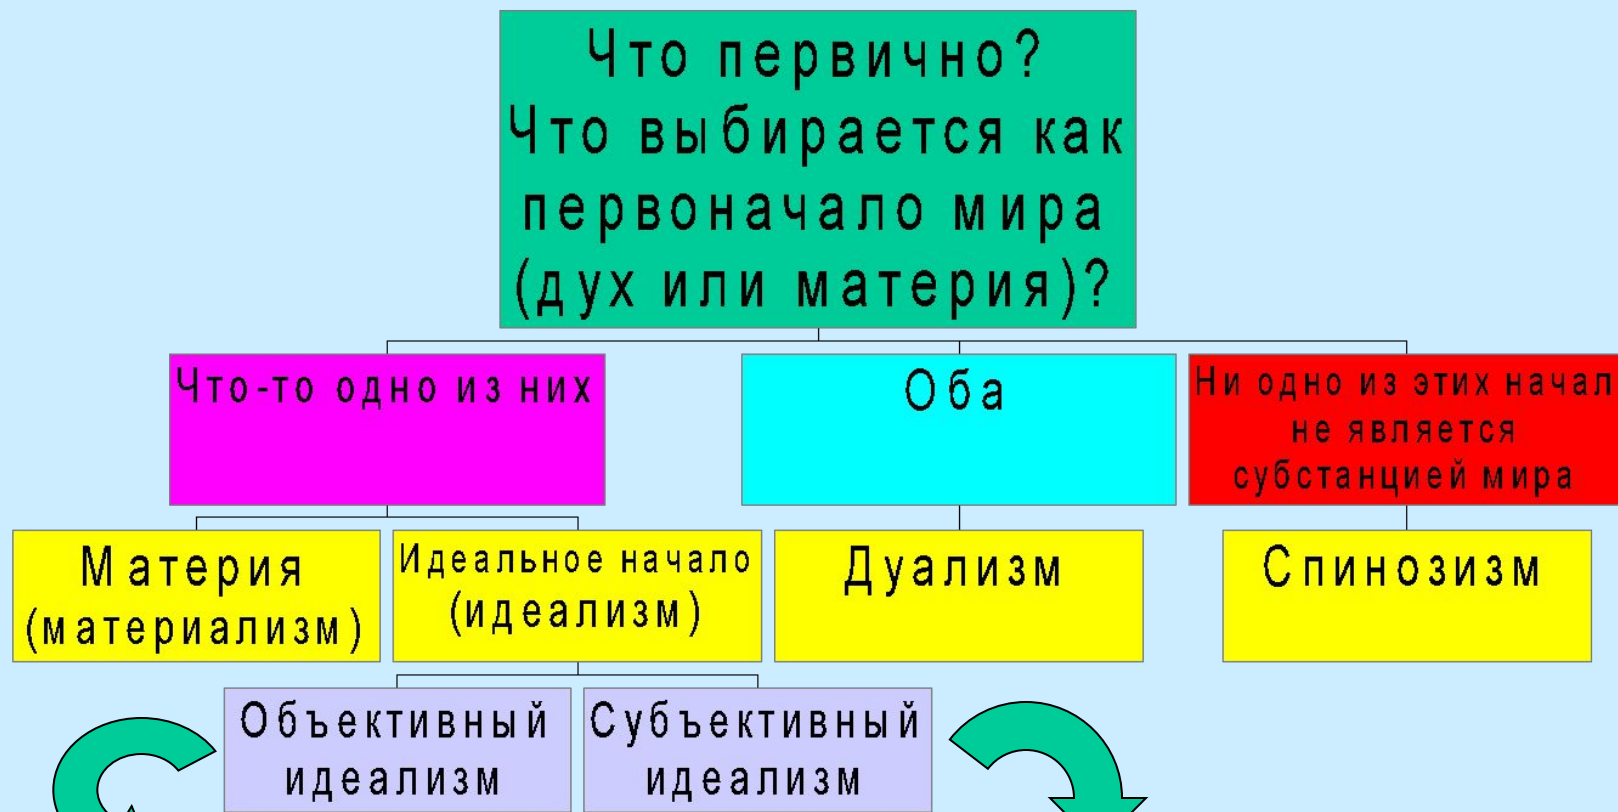 Что первично?
Что выбирается как
первоначало мира
(дух или материя)?
Что-то одно из них
Оба
Ни одно из этих начал
не является
субстанцией мира
Материя
(материализм)
Идеальное начало
(идеализм)
Дуализм
Спинозизм
Объективный
идеализм
Субъективный
идеализм